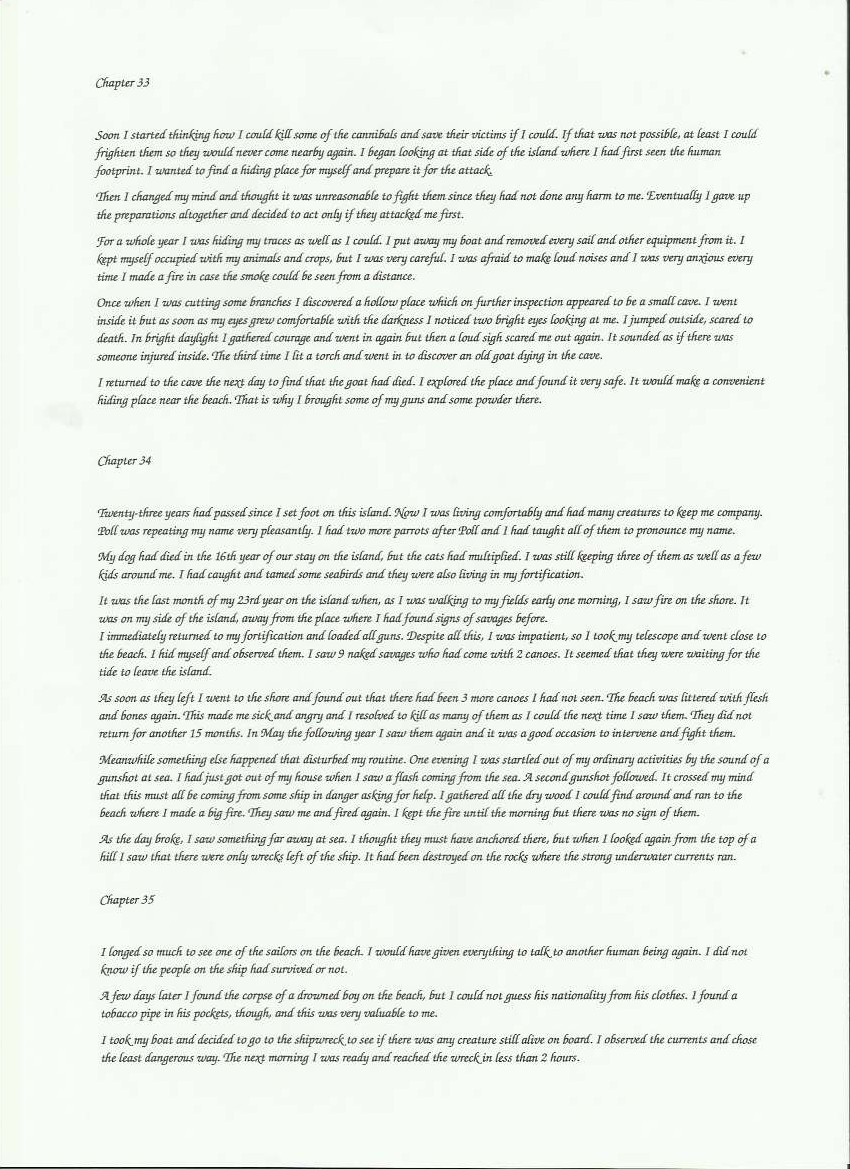 Chapter 33
Soon I started thinking how I could kill some of the cannibals and save their victims if I could. If that was not possible, at least I could
frighten them so they would never come nearby again. I began looking at that side of the island where I had first seen the human
footprint. I wanted to find a hiding place for myself and prepare it for the attack.
Then I changed my mind and thought it was unreasonable to fight them since they had not done any harm to me. Eventually I gave up
the preparations altogether and decided to act only if they attacked me first.
For a whole year I was hiding my traces as well as I could. I put away my boat and removed every sail and other equipment from it. I
kept myself occupied with my animals and crops, but I was very careful. I was afraid to make loud noises and I was very anxious every
time I made a fire in case the smoke could be seen from a distance.
Once when I was cutting some branches I discovered a hollow place which on further inspection appeared to be a small cave. I went
inside it but as soon as my eyes grew comfortable with the darkness I noticed two bright eyes looking at me. I jumped outside, scared to
death. In bright daylight I gathered courage and went in again but then a loud sigh scared me out again. It sounded as if there was
someone injured inside. The third time I lit a torch and went in to discover an old goat dying in the cave.
I returned to the cave the next day to find that the goat had died. I explored the place and found it very safe. It would make a convenient
hiding place near the beach. That is why I brought some of my guns and some powder there.
Chapter 34
Twenty-three years had passed since I set foot on this island. Now I was living comfortably and had many creatures to keep me company.
Poll was repeating my name very pleasantly. I had two more parrots after Poll and I had taught all of them to pronounce my name.
My dog had died in the 16th year of our stay on the island, but the cats had multiplied. I was still keeping three of them as well as a few
kids around me. I had caught and tamed some seabirds and they were also living in my fortification.
It was the last month of my 23rd year on the island when, as I was walking to my fields early one morning, I saw fire on the shore. It
was on my side of the island, away from the place where I had found signs of savages before.
I immediately returned to my fortification and loaded all guns. Despite all this, I was impatient, so I took my telescope and went close to
the beach. I hid myself and observed them. I saw 9 naked savages who had come with 2 canoes. It seemed that they were waiting for the
tide to leave the island.
As soon as they left I went to the shore and found out that there had been 3 more canoes I had not seen. The beach was littered with flesh
and bones again. This made me sick and angry and I resolved to kill as many of them as I could the next time I saw them. They did not
return for another 15 months. In May the following year I saw them again and it was a good occasion to intervene and fight them.
Meanwhile something else happened that disturbed my routine. One evening I was startled out of my ordinary activities by the sound of a
gunshot at sea. I had just got out of my house when I saw a flash coming from the sea. A second gunshot followed. It crossed my mind
that this must all be coming from some ship in danger asking for help. I gathered all the dry wood I could find around and ran to the
beach where I made a big fire. They saw me and fired again. I kept the fire until the morning but there was no sign of them.
As the day broke, I saw something far away at sea. I thought they must have anchored there, but when I looked again from the top of a
hill I saw that there were only wrecks left of the ship. It had been destroyed on the rocks where the strong underwater currents ran.
Chapter 35
I longed so much to see one of the sailors on the beach. I would have given everything to talk to another human being again. I did not
know if the people on the ship had survived or not.
A few days later I found the corpse of a drowned boy on the beach, but I could not guess his nationality from his clothes. I found a
tobacco pipe in his pockets, though, and this was very valuable to me.
I took my boat and decided to go to the shipwreck to see if there was any creature still alive on board. I observed the currents and chose
the least dangerous way. The next morning I was ready and reached the wreck in less than 2 hours.